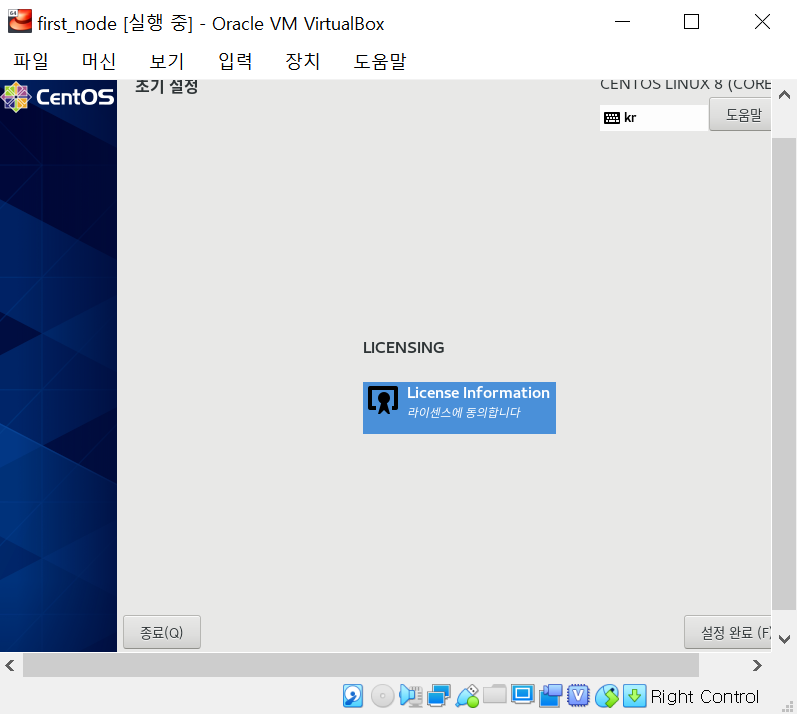 first_node [실행 중] - Oracle VM VirtualBox
파일 머신 보기 입력 장치 도움말
CentOS
초기 설정
CENTOS LINUX 8 (CORE
kr
도움말
LICENSING
License Information
라이센스에 동의합니다
종료(Q)
설정 완료 (F)
Right Control